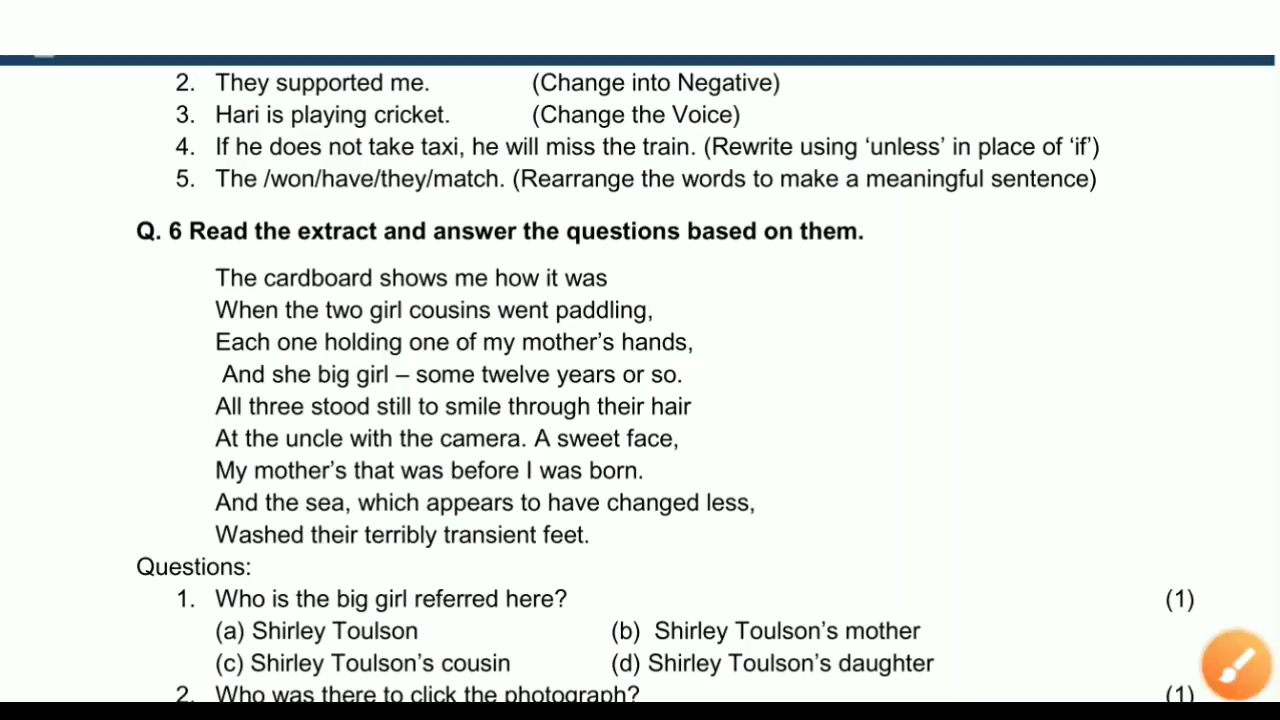 2. They supported me. (Change into Negative)
3. Hari is playing cricket. (Change the Voice)
4. If he does not take taxi, he will miss the train. (Rewrite using ‘unless’ in place of ‘if’)
5. The /won/have/they/match. (Rearrange the words to make a meaningful sentence)
Q. 6 Read the extract and answer the questions based on them.
The cardboard shows me how it was
When the two girl cousins went paddling,
Each one holding one of my mother’s hands,
And she big girl – some twelve years or so.
All three stood still to smile through their hair
At the uncle with the camera. A sweet face,
My mother’s that was before I was born.
And the sea, which appears to have changed less,
Washed their terribly transient feet.
Questions:
1. Who is the big girl referred here? (1)
(a) Shirley Toulson (b) Shirley Toulson’s mother
(c) Shirley Toulson’s cousin (d) Shirley Toulson’s daughter
2. Who was there to click the photograph? (1)